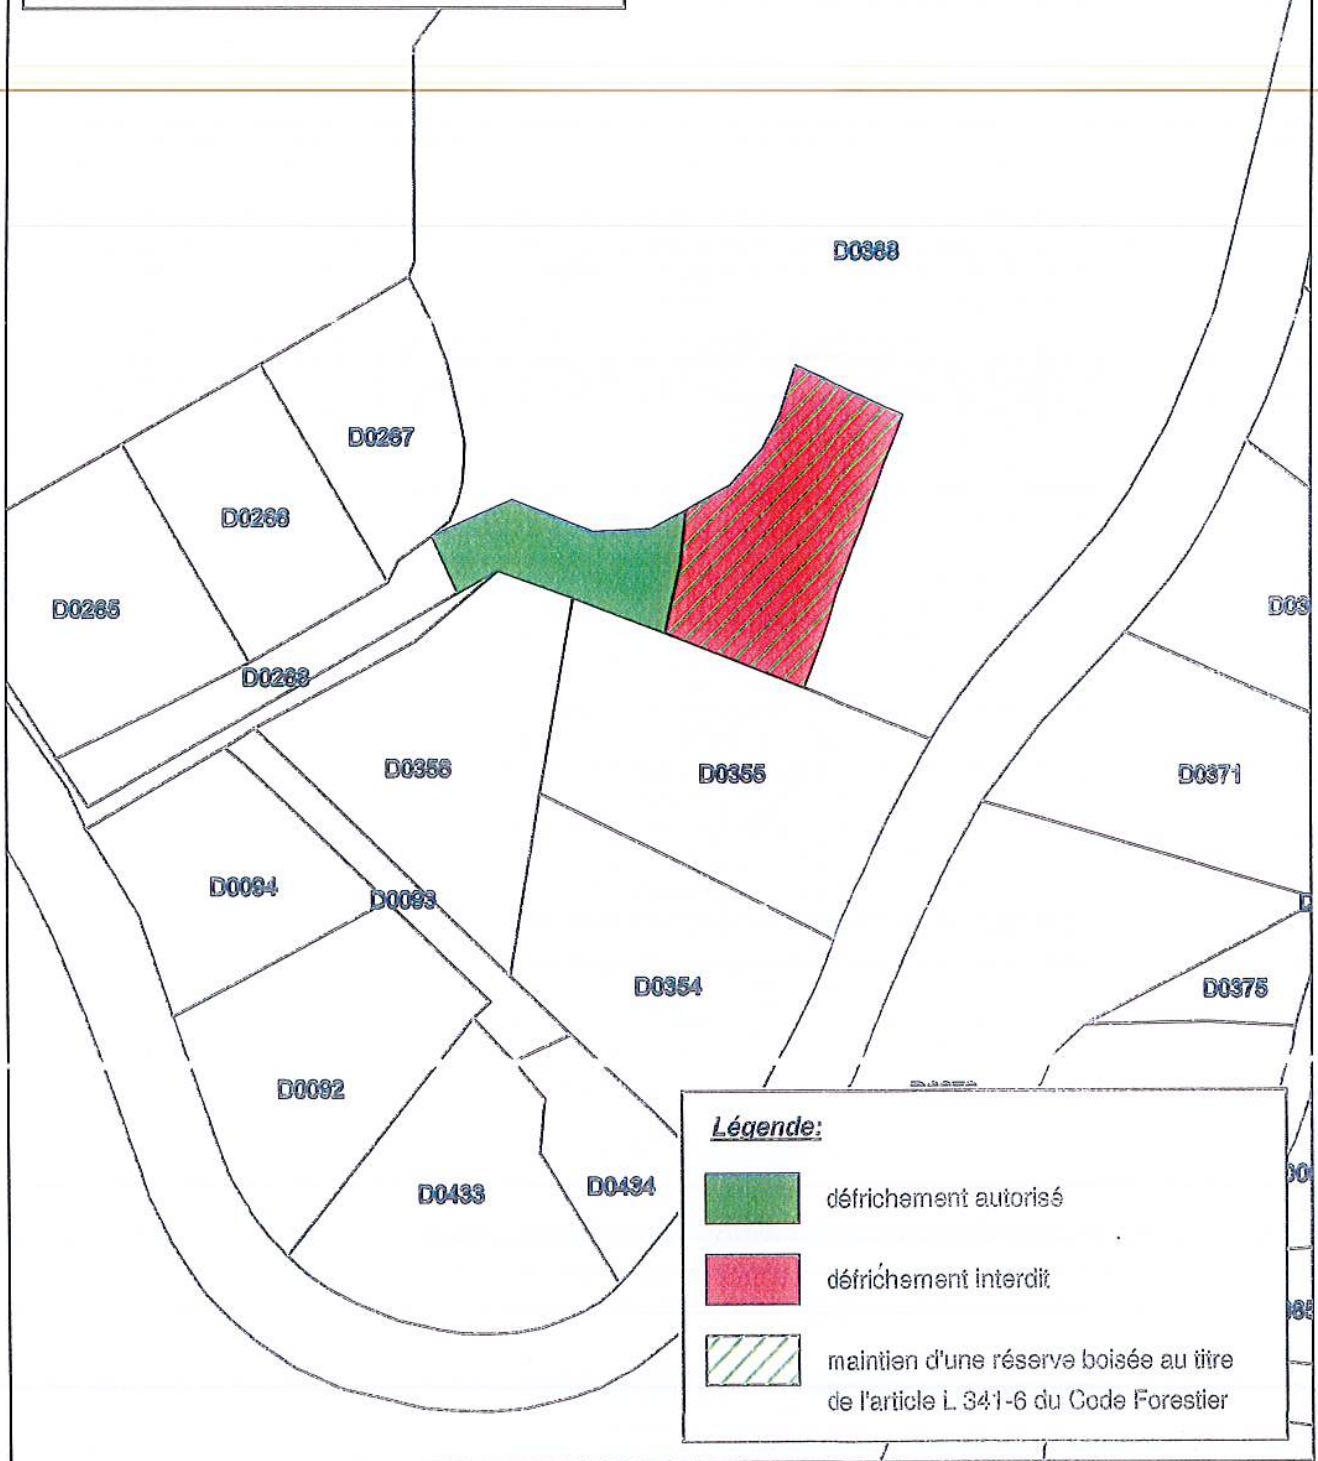 D0368
D0267
D0266
D0265
D0268
D0358
D0355
D0371
D0094
D0093
D0354
D0375
D0092
D0433
D0434
Légende:
défrichement autorisé
défrichement interdit
maintien d'une réserve boisée au titre
de l'article L 341-6 du Code Forestier